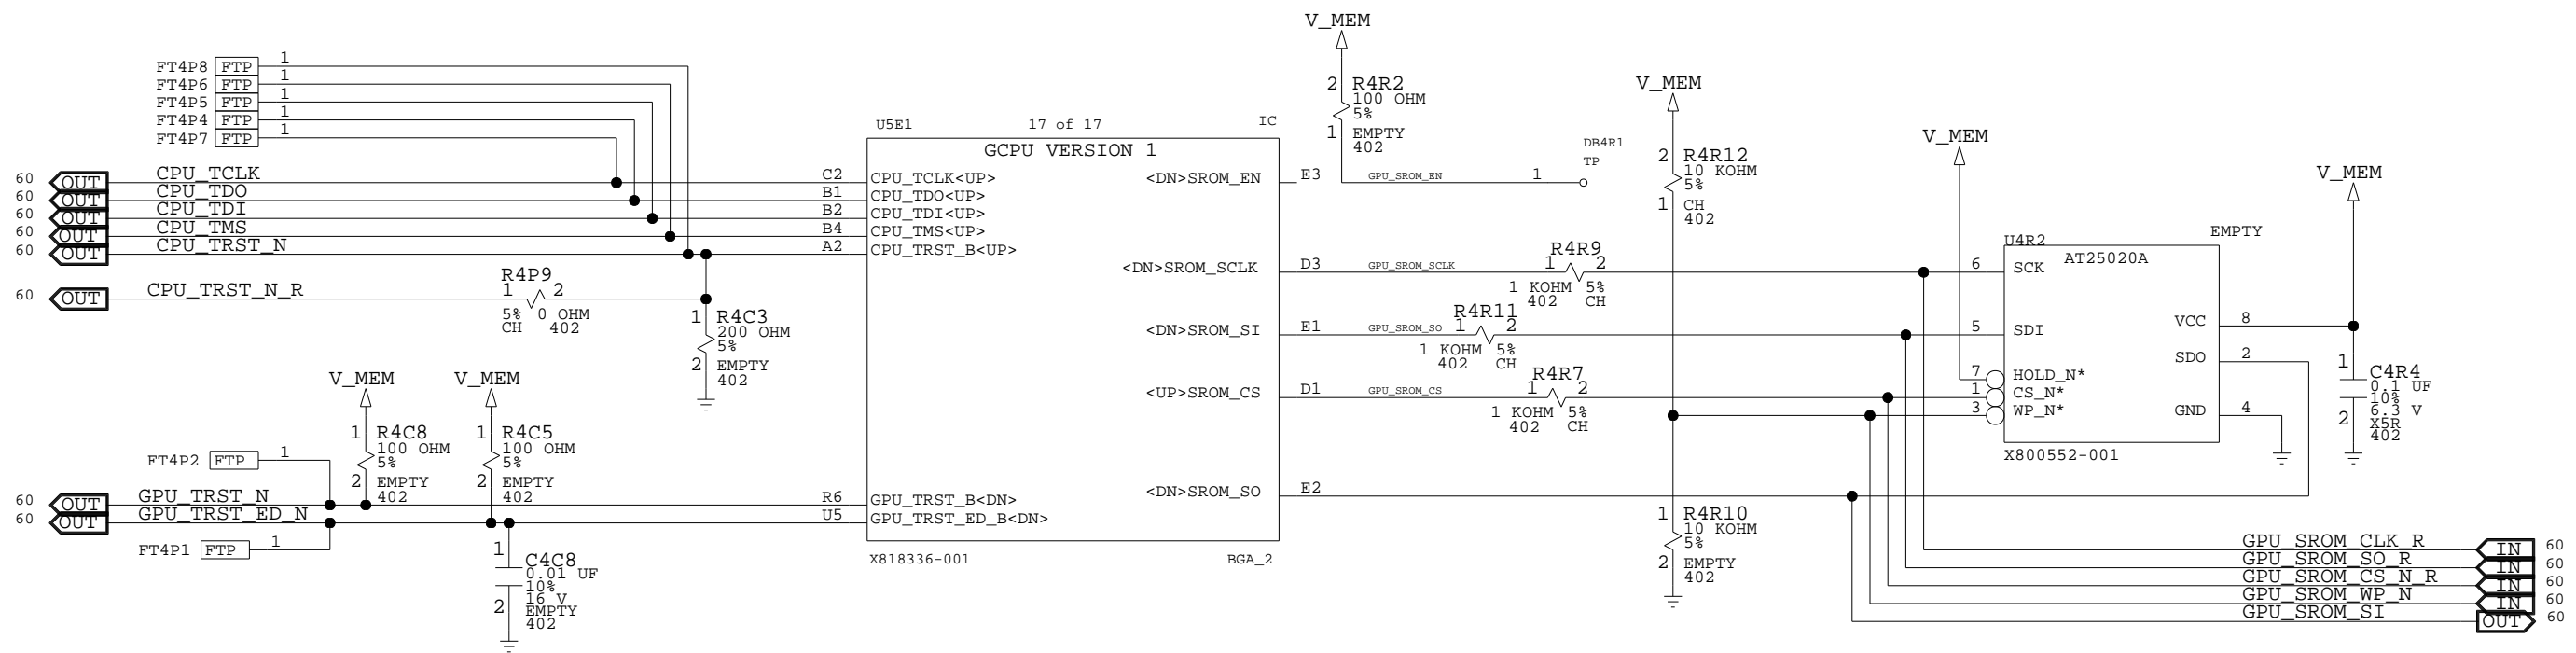 V_MEM
FT4P8 FTP 1
FT4P6 FTP 1
FT4P5 FTP 1
FT4P4 FTP 1
FT4P7 FTP 1
60 OUT CPU_TCLK
60 OUT CPU_TDO
60 OUT CPU_TDI
60 OUT CPU_TMS
60 OUT CPU_TRST_N
60 OUT CPU_TRST_N_R
R4P9
1 2
5% 0 OHM
CH 402
1 R4C3
200 OHM
5%
2 EMPTY
402
V_MEM V_MEM
1 R4C8
100 OHM
5%
2 EMPTY
402
1 R4C5
100 OHM
5%
2 EMPTY
402
FT4P2 FTP 1
60 OUT GPU_TRST_N
60 OUT GPU_TRST_ED_N
FT4P1 FTP 1
1 C4C8
0.01 UF
10%
16 V
2 EMPTY
402
U5E1 17 of 17 IC
GCPU VERSION 1
C2 CPU_TCLK<UP>
B1 CPU_TDO<UP>
B2 CPU_TDI<UP>
B4 CPU_TMS<UP>
A2 CPU_TRST_B<UP>
R6 GPU_TRST_B<DN>
U5 GPU_TRST_ED_B<DN>
<DN>SROM_EN E3
<DN>SROM_SCLK D3
<DN>SROM_SI E1
<UP>SROM_CS D1
<DN>SROM_SO E2
X818336-001 BGA_2
2 R4R2
100 OHM
5%
1 EMPTY
402
GPU_SROM_EN 1
DB4R1
TP
V_MEM
2 R4R12
10 KOHM
5%
1 CH
402
GPU_SROM_SCLK
R4R9
1 2
1 KOHM 5%
402 CH
GPU_SROM_SO
R4R11
1 2
1 KOHM 5%
402 CH
GPU_SROM_CS
R4R7
1 2
1 KOHM 5%
402 CH
1 R4R10
10 KOHM
5%
2 EMPTY
402
V_MEM
U4R2 EMPTY
AT25020A
6 SCK
5 SDI
7 HOLD_N*
1 CS_N*
3 WP_N*
VCC 8
SDO 2
GND 4
X800552-001
V_MEM
1 C4R4
0.1 UF
10%
6.3 V
2 X5R
402
GPU_SROM_CLK_R IN 60
GPU_SROM_SO_R IN 60
GPU_SROM_CS_N_R IN 60
GPU_SROM_WP_N IN 60
GPU_SROM_SI OUT 60